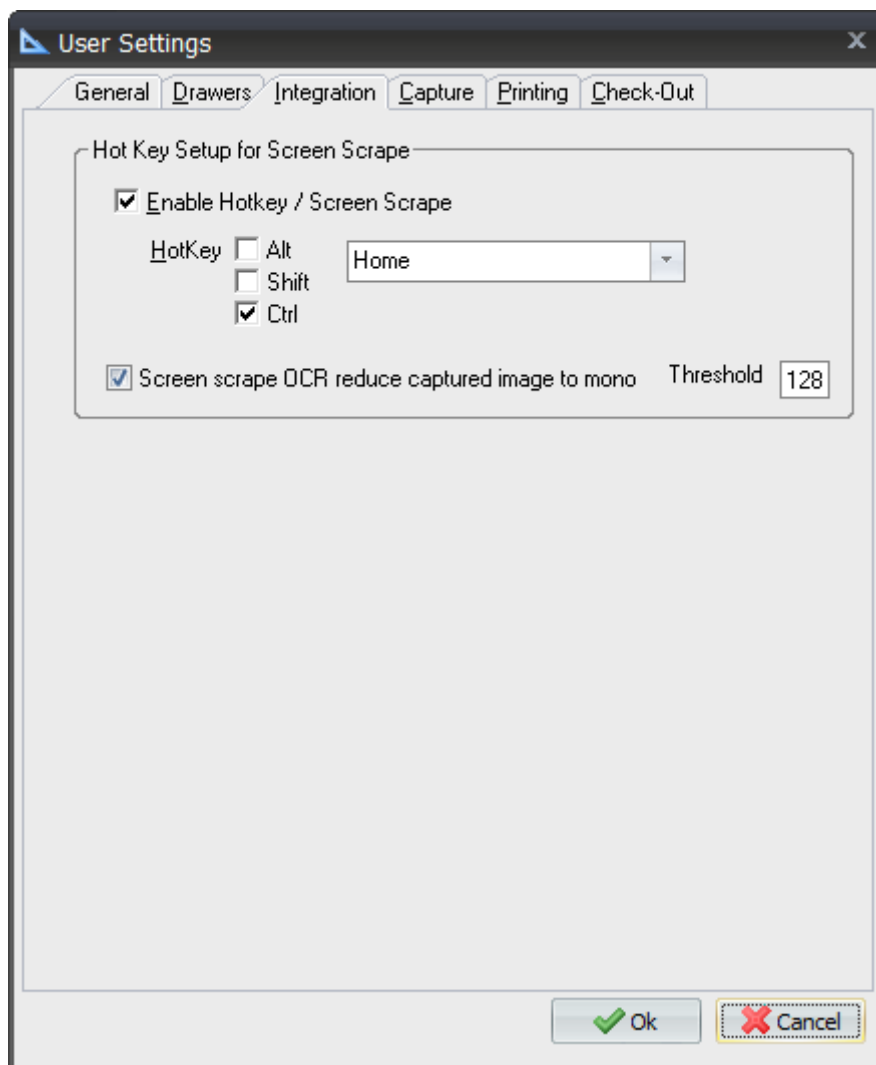 User Settings x
General Drawers Integration Capture Printing Check-Out
Hot Key Setup for Screen Scrape
Enable Hotkey / Screen Scrape
HotKey Alt Home
Shift
Ctrl
Screen scrape OCR reduce captured image to mono Threshold 128
Ok Cancel